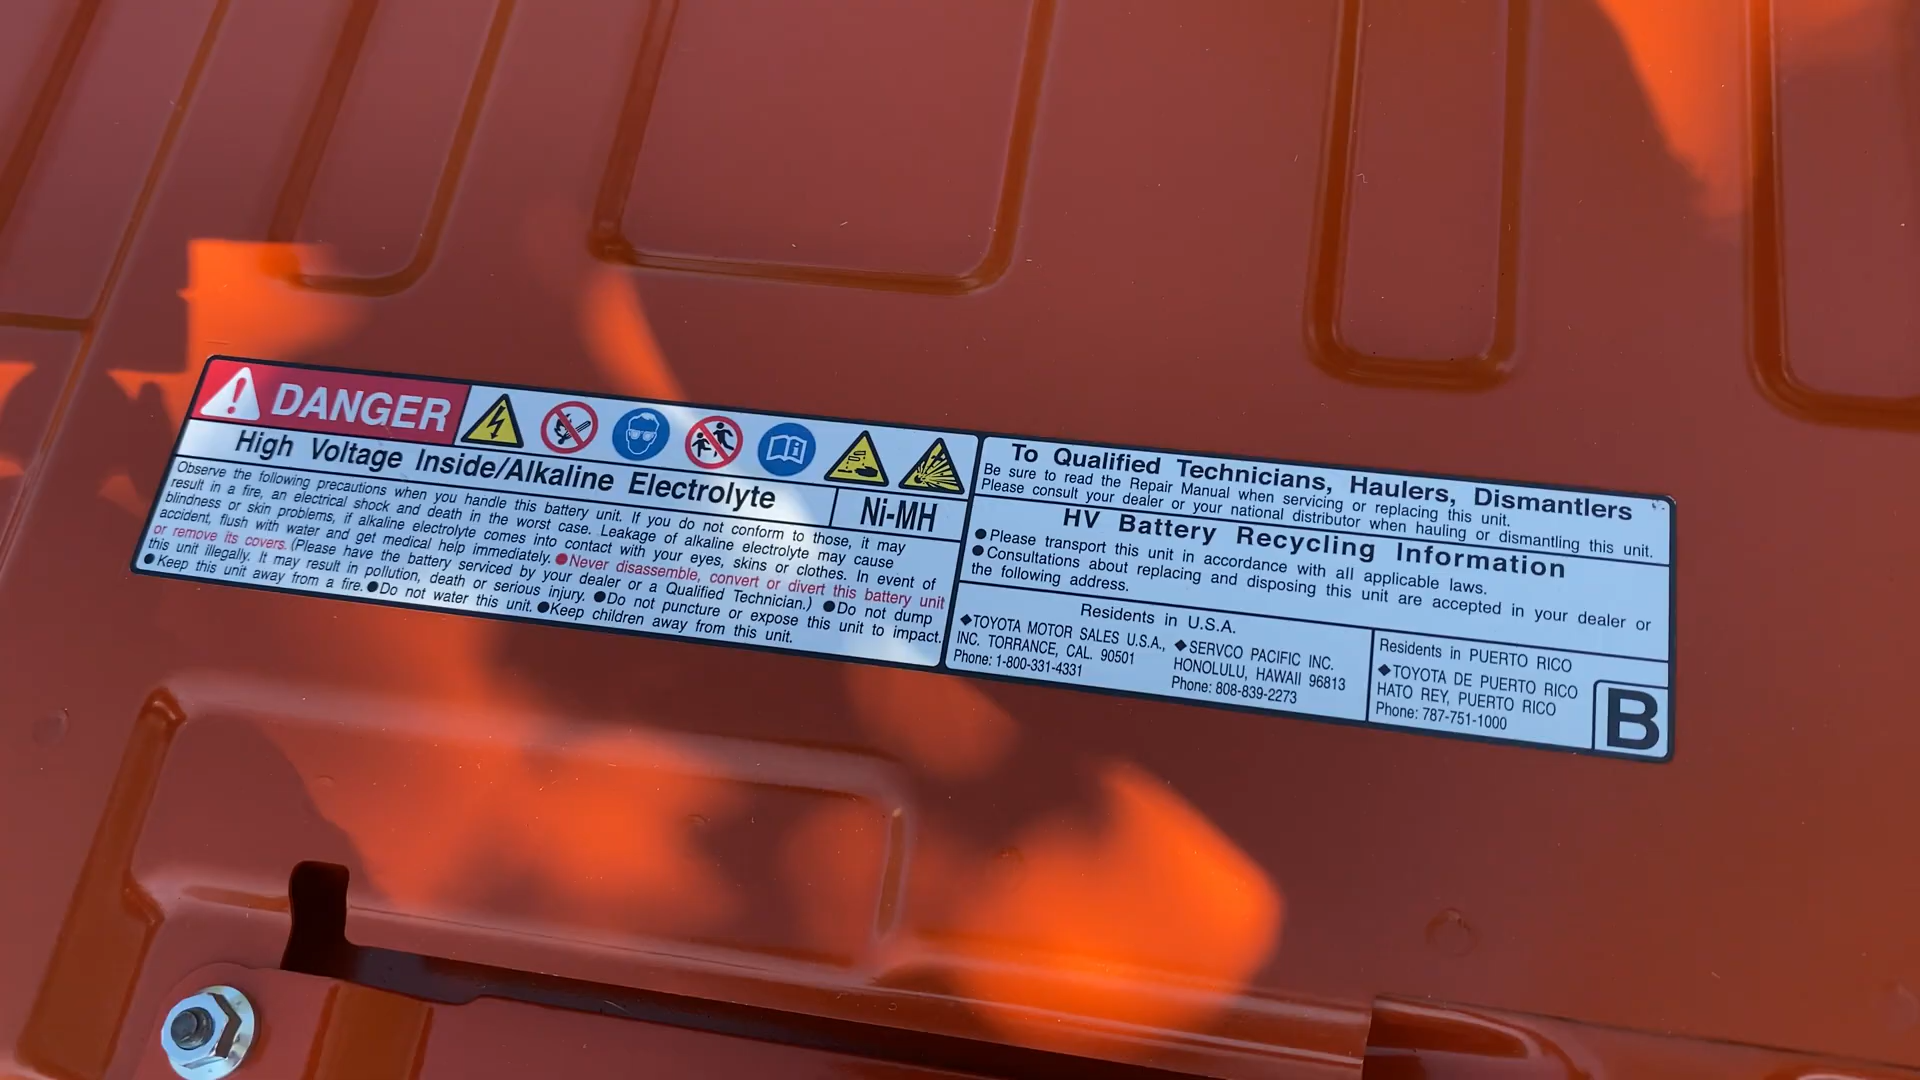 DANGER
High Voltage Inside/Alkaline Electrolyte
Ni-MH
Observe the following precautions when you handle this battery unit. If you do not conform to those, it may
result in a fire, an electrical shock and death in the worst case. Leakage of alkaline electrolyte may cause
blindness or skin problems, if alkaline electrolyte comes into contact with your eyes, skins or clothes. In event of
accident, flush with water and get medical help immediately. ●Never disassemble, convert or divert this battery unit
or remove its covers. (Please have the battery serviced by your dealer or a Qualified Technician.) ●Do not dump
this unit illegally. It may result in pollution, death or serious injury. ●Do not puncture or expose this unit to impact.
●Keep this unit away from a fire. ●Do not water this unit. ●Keep children away from this unit.
To Qualified Technicians, Haulers, Dismantlers
Be sure to read the Repair Manual when servicing or replacing this unit.
Please consult your dealer or your national distributor when hauling or dismantling this unit.
HV Battery Recycling Information
●Please transport this unit in accordance with all applicable laws.
●Consultations about replacing and disposing this unit are accepted in your dealer or
the following address.
Residents in U.S.A.
◆TOYOTA MOTOR SALES U.S.A.,
INC. TORRANCE, CAL. 90501
Phone: 1-800-331-4331
◆SERVCO PACIFIC INC.
HONOLULU, HAWAII 96813
Phone: 808-839-2273
Residents in PUERTO RICO
◆TOYOTA DE PUERTO RICO
HATO REY, PUERTO RICO
Phone: 787-751-1000
B